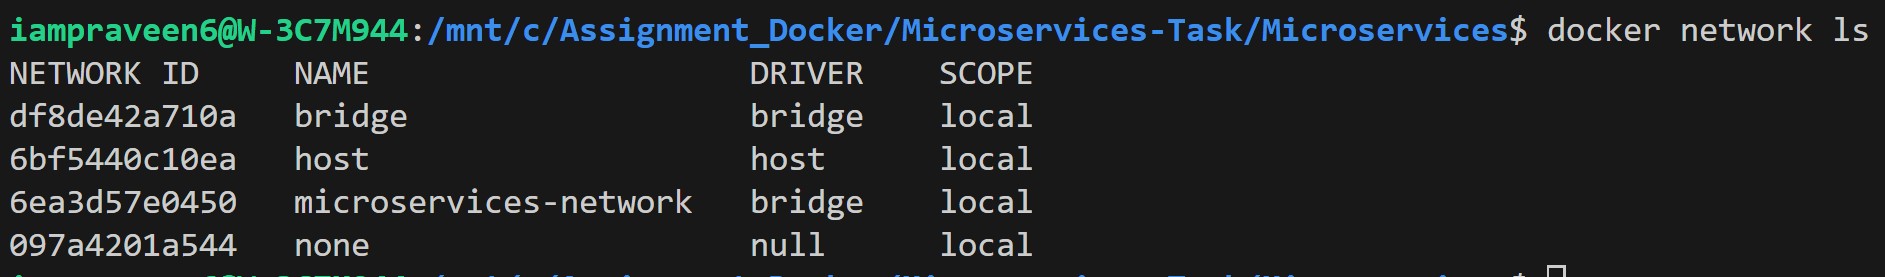 iampraveen6@W-3C7M944:/mnt/c/Assignment_Docker/Microservices-Task/Microservices$ docker network ls
NETWORK ID NAME DRIVER SCOPE
df8de42a710a bridge bridge local
6bf5440c10ea host host local
6ea3d57e0450 microservices-network bridge local
097a4201a544 none null local